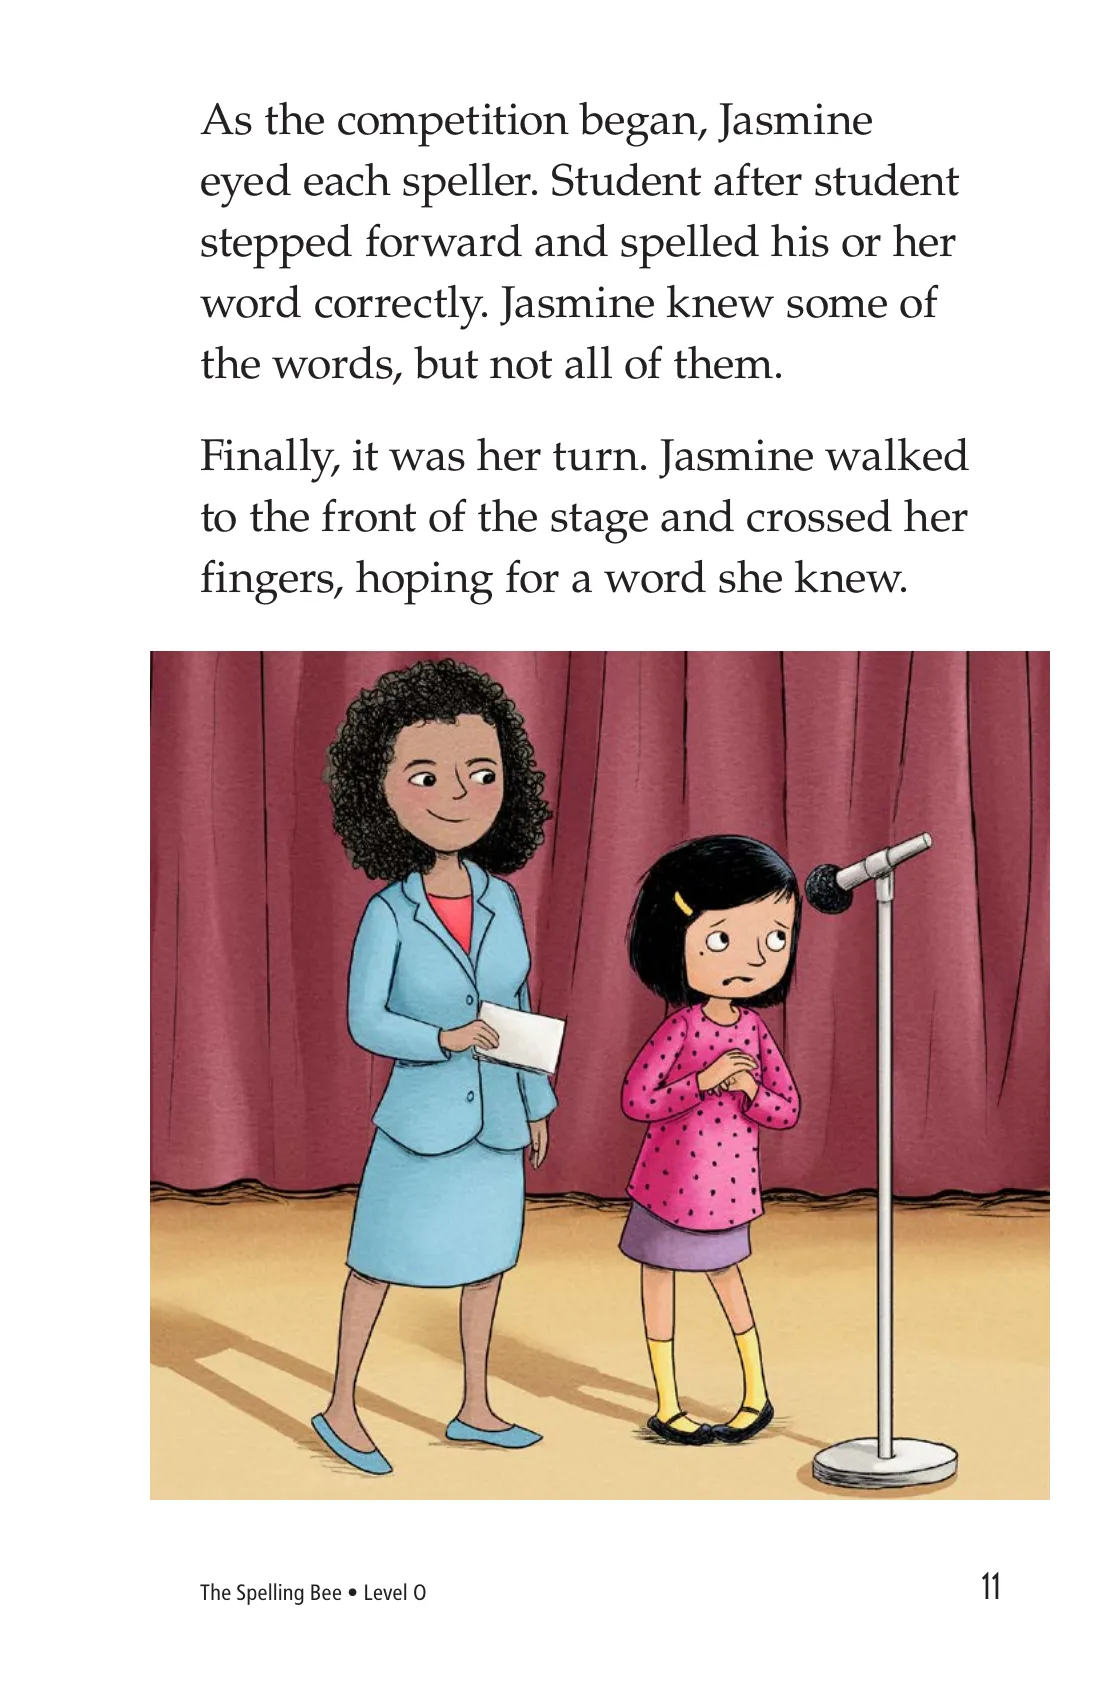 As the competition began, Jasmine
eyed each speller. Student after student
stepped forward and spelled his or her
word correctly. Jasmine knew some of
the words, but not all of them.
Finally, it was her turn. Jasmine walked
to the front of the stage and crossed her
fingers, hoping for a word she knew.
The Spelling Bee • Level O
11